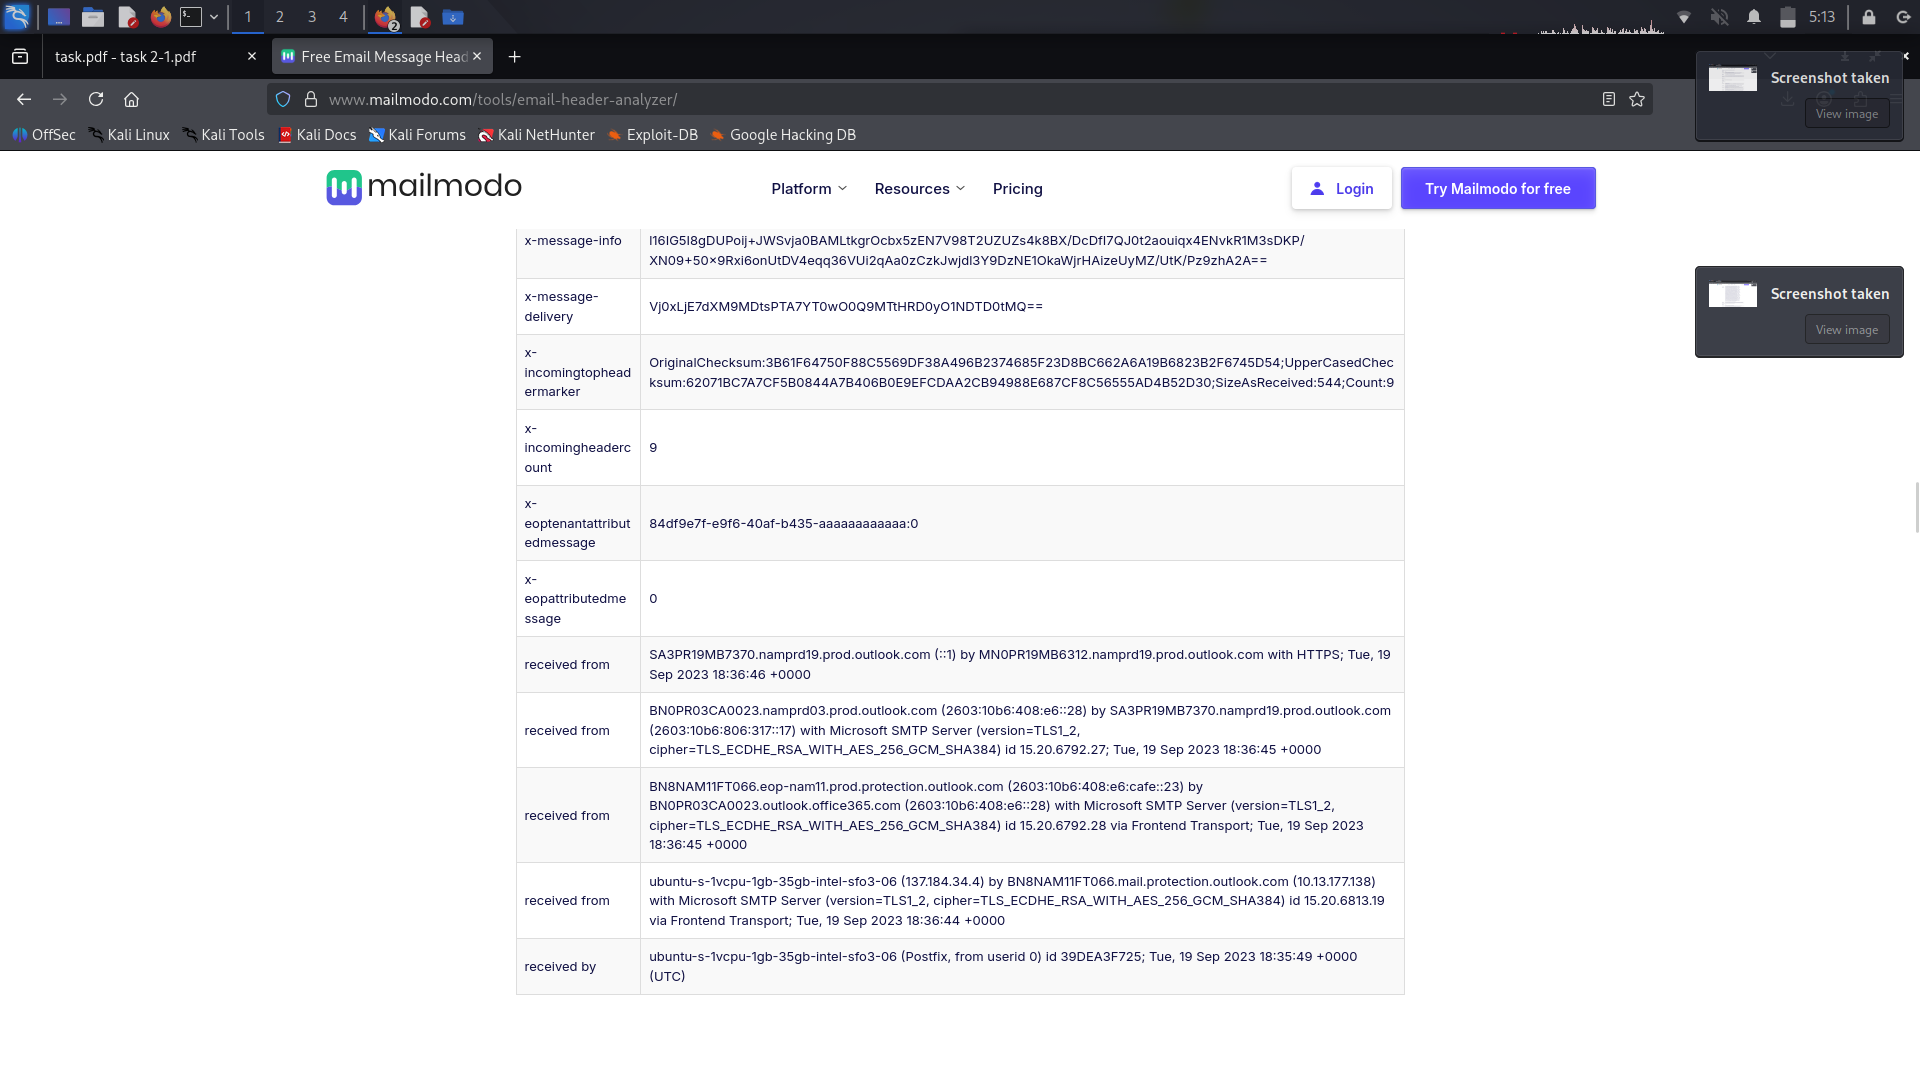 1
2
3
4
2
5:13
task.pdf - task 2-1.pdf
Free Email Message Head
www.mailmodo.com/tools/email-header-analyzer/
OffSec
Kali Linux
Kali Tools
Kali Docs
Kali Forums
Kali NetHunter
Exploit-DB
Google Hacking DB
Screenshot taken
View image
Screenshot taken
View image
mailmodo
Platform
Resources
Pricing
Login
Try Mailmodo for free
x-message-info
XN09+50×9Rxi6onUtDV4eqq36VUi2qAa0zCzkJwjdl3Y9DzNE1OkaWjrHAizeUyMZ/UtK/Pz9zhA2A==
x-message-
delivery
Vj0xLjE7dXM9MDtsPTA7YT0wO0Q9MTtHRD0yO1NDTD0tMQ==
x-
incomingtophead
ermarker
OriginalChecksum:3B61F64750F88C5569DF38A496B2374685F23D8BC662A6A19B6823B2F6745D54;UpperCasedChec
ksum:62071BC7A7CF5B0844A7B406B0E9EFCDAA2CB94988E687CF8C56555AD4B52D30;SizeAsReceived:544;Count:9
x-
incomingheaderc
ount
9
x-
eoptenantattribut
edmessage
84df9e7f-e9f6-40af-b435-aaaaaaaaaaaa:0
x-
eopattributedme
ssage
0
received from
SA3PR19MB7370.namprd19.prod.outlook.com (::1) by MN0PR19MB6312.namprd19.prod.outlook.com with HTTPS; Tue, 19
Sep 2023 18:36:46 +0000
received from
BN0PR03CA0023.namprd03.prod.outlook.com (2603:10b6:408:e6::28) by SA3PR19MB7370.namprd19.prod.outlook.com
(2603:10b6:806:317::17) with Microsoft SMTP Server (version=TLS1_2,
cipher=TLS_ECDHE_RSA_WITH_AES_256_GCM_SHA384) id 15.20.6792.27; Tue, 19 Sep 2023 18:36:45 +0000
received from
BN8NAM11FT066.eop-nam11.prod.protection.outlook.com (2603:10b6:408:e6:cafe::23) by
BN0PR03CA0023.outlook.office365.com (2603:10b6:408:e6::28) with Microsoft SMTP Server (version=TLS1_2,
cipher=TLS_ECDHE_RSA_WITH_AES_256_GCM_SHA384) id 15.20.6792.28 via Frontend Transport; Tue, 19 Sep 2023
18:36:45 +0000
received from
ubuntu-s-1vcpu-1gb-35gb-intel-sfo3-06 (137.184.34.4) by BN8NAM11FT066.mail.protection.outlook.com (10.13.177.138)
with Microsoft SMTP Server (version=TLS1_2, cipher=TLS_ECDHE_RSA_WITH_AES_256_GCM_SHA384) id 15.20.6813.19
via Frontend Transport; Tue, 19 Sep 2023 18:36:44 +0000
received by
ubuntu-s-1vcpu-1gb-35gb-intel-sfo3-06 (Postfix, from userid 0) id 39DEA3F725; Tue, 19 Sep 2023 18:35:49 +0000
(UTC)